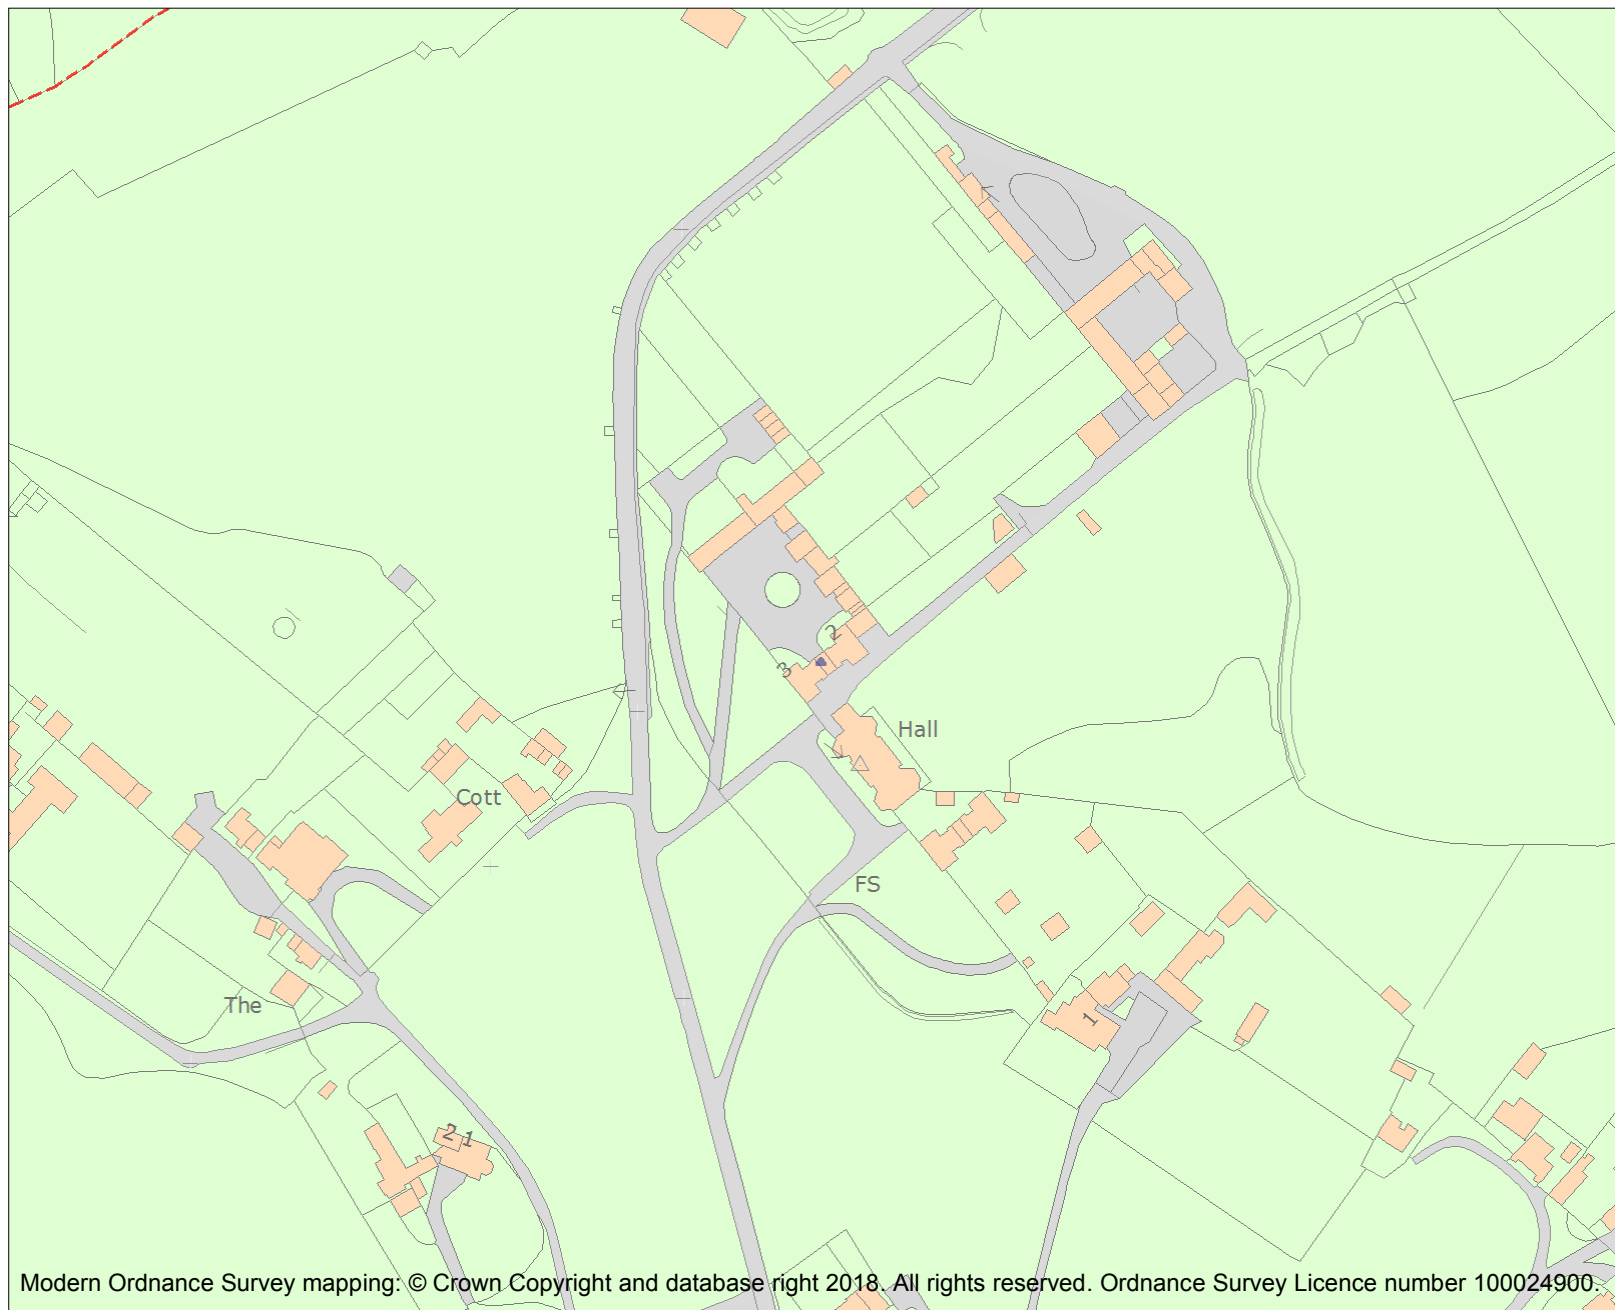 2
3
Hall
Cott
FS
The
1
2 1
Modern Ordnance Survey mapping: © Crown Copyright and database right 2018. All rights reserved. Ordnance Survey Licence number 100024900.